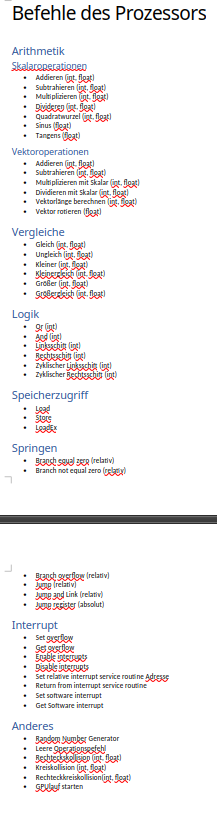 Befehle des Prozessors
Arithmetik
Skalaroperationen
Addieren (int, float)
Subtrahieren (int, float)
Multiplizieren (int, float)
Dividieren (int, float)
Quadratwurzel (int, float)
Sinus (float)
Tangens (float)
Vektoroperationen
Addieren (int, float)
Subtrahieren (int, float)
Multiplizieren mit Skalar (int, float)
Dividieren mit Skalar (int, float)
Vektorlänge berechnen (int, float)
Vektor rotieren (float)
Vergleiche
Gleich (int, float)
Ungleich (int, float)
Kleiner (int, float)
Kleinergleich (int, float)
Größer (int, float)
Größergleich (int, float)
Logik
Or (int)
And (int)
Linksschift (int)
Rechtsschift (int)
Zyklischer Linksschift (int)
Zyklischer Rechtsschift (int)
Speicherzugriff
Load
Store
LoadEx
Springen
Branch equal zero (relativ)
Branch not equal zero (relativ)
Branch overflow (relativ)
Jump (relativ)
Jump and Link (relativ)
Jump register (absolut)
Interrupt
Set overflow
Get overflow
Enable interrupts
Disable interrupts
Set relative interrupt service routine Adresse
Return from interrupt service routine
Set software interrupt
Get Software interrupt
Anderes
Random Number Generator
Leere Operationspefehl
Rechteckskollision (int, float)
Kreiskollision (int, float)
Rechteckkreiskollision(int, float)
GPUlauf starten